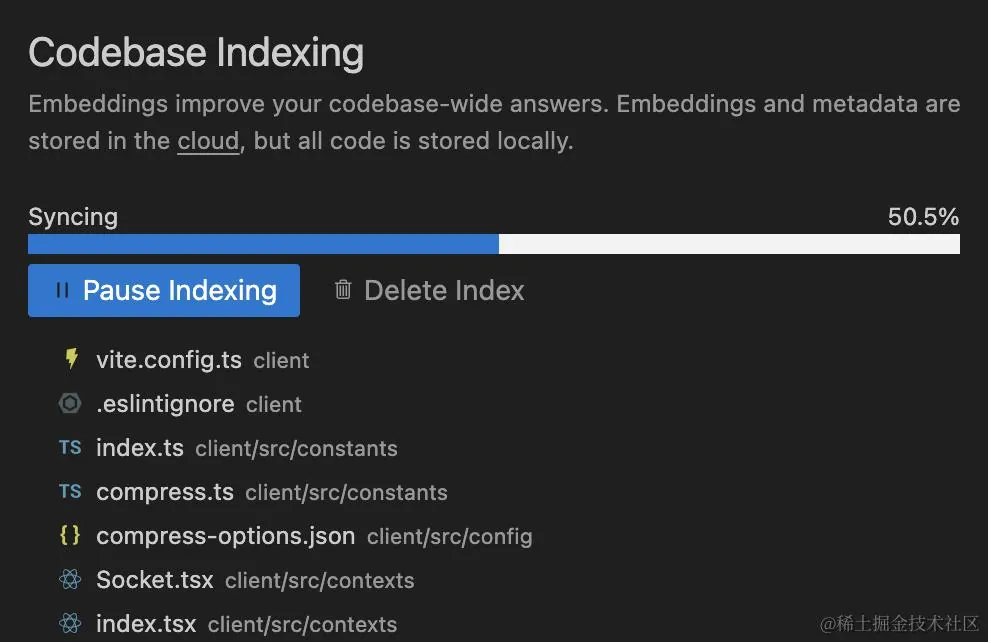 Codebase Indexing
Embeddings improve your codebase-wide answers. Embeddings and metadata are
stored in the cloud, but all code is stored locally.
Syncing 50.5%
Pause Indexing Delete Index
vite.config.ts client
.eslintignore client
TS index.ts client/src/constants
TS compress.ts client/src/constants
{} compress-options.json client/src/config
Socket.tsx client/src/contexts
index.tsx client/src/contexts
@稀土掘金技术社区